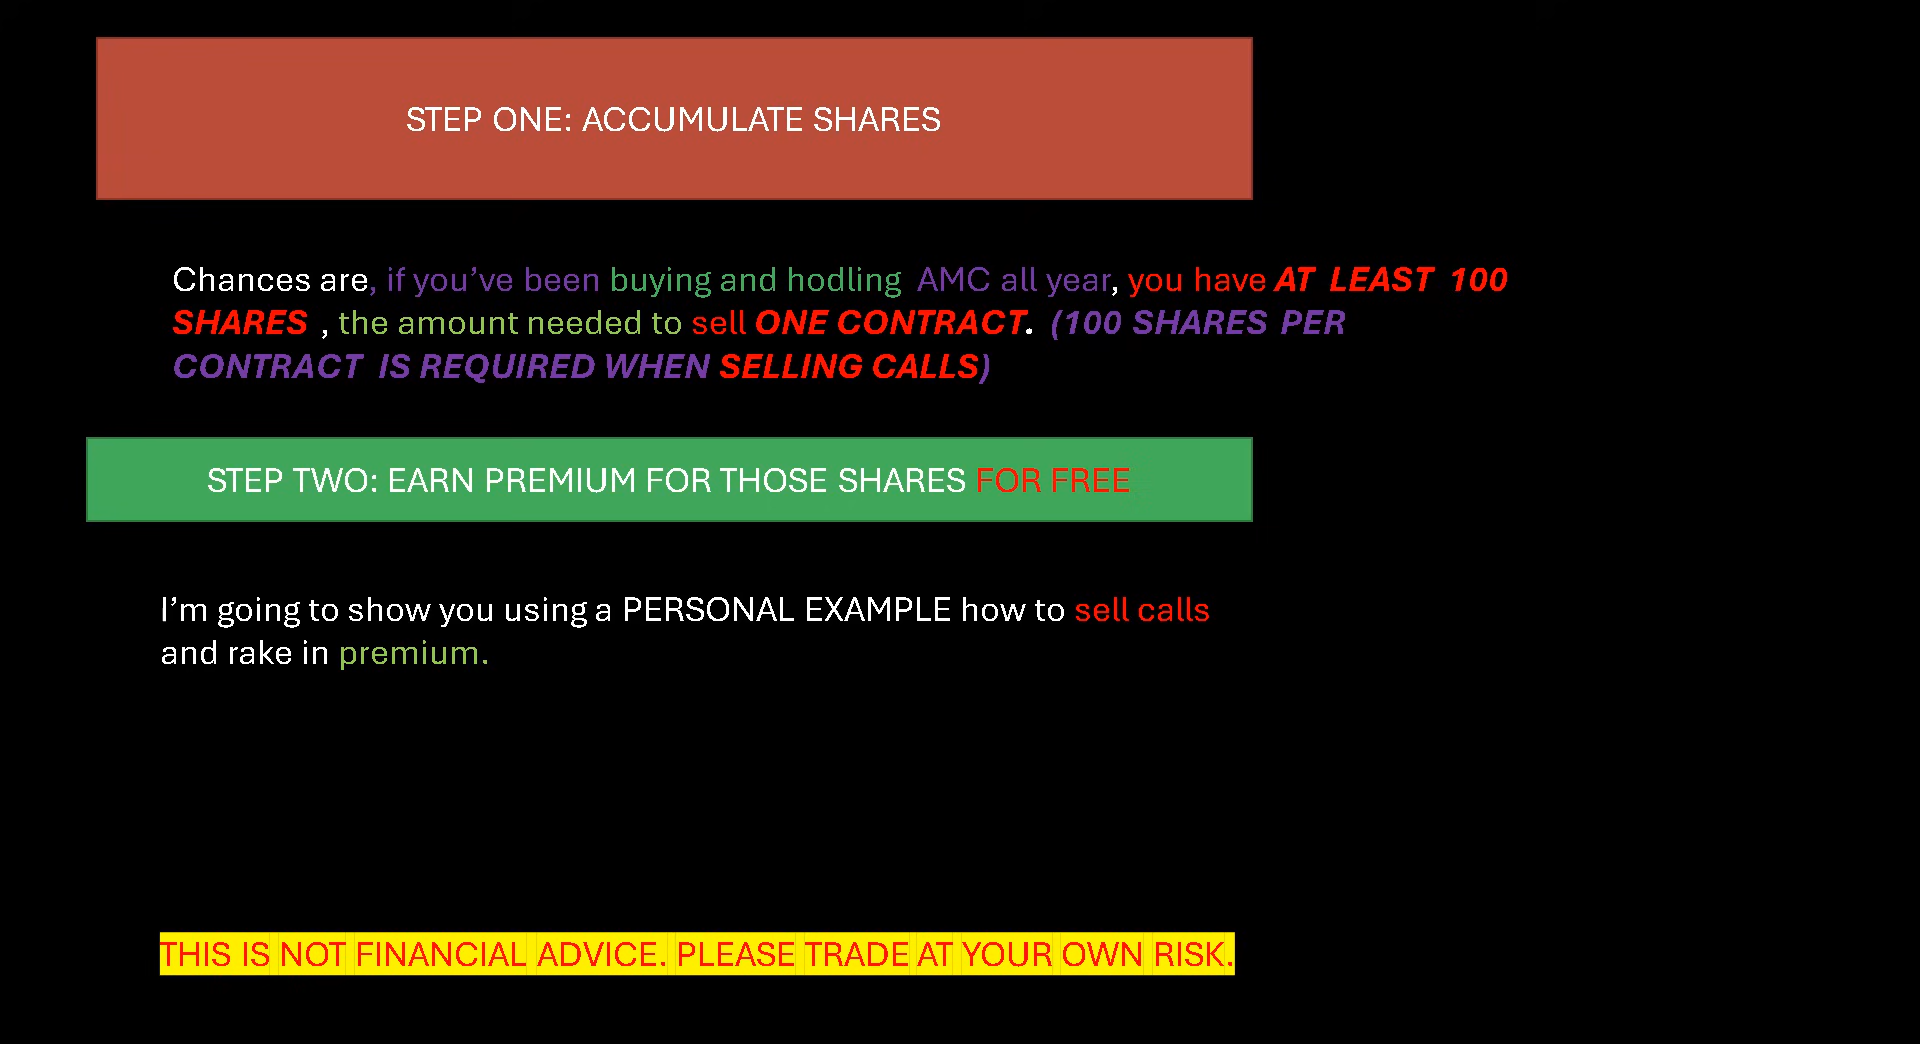 STEP ONE: ACCUMULATE SHARES
Chances are, if you’ve been buying and hodling AMC all year, you have AT LEAST 100
SHARES , the amount needed to sell ONE CONTRACT. (100 SHARES PER
CONTRACT IS REQUIRED WHEN SELLING CALLS)
STEP TWO: EARN PREMIUM FOR THOSE SHARES FOR FREE
I’m going to show you using a PERSONAL EXAMPLE how to sell calls
and rake in premium.
THIS IS NOT FINANCIAL ADVICE. PLEASE TRADE AT YOUR OWN RISK.